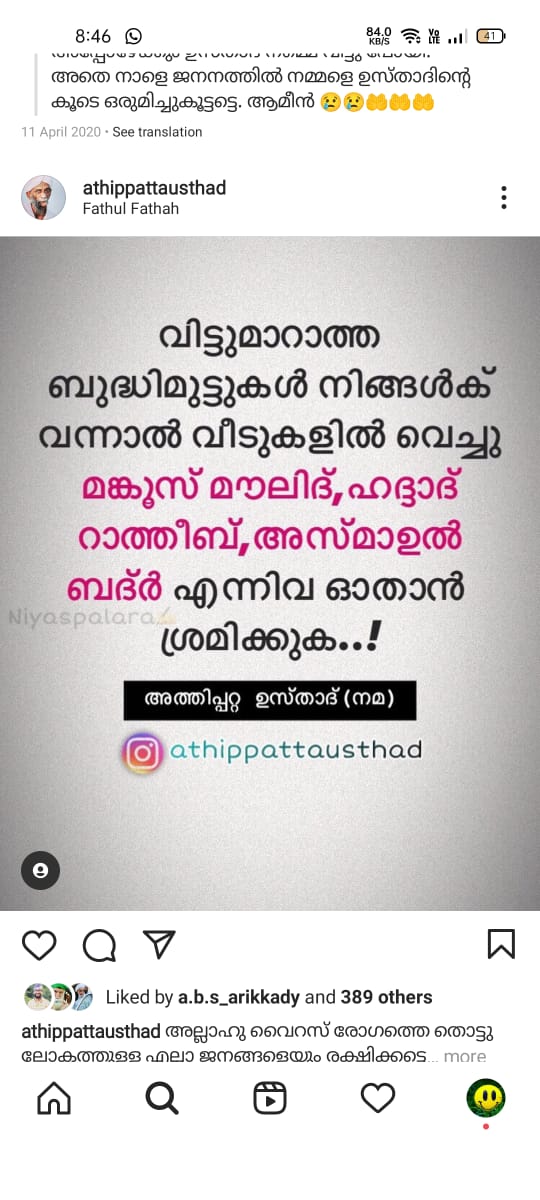 8:46
84.0 KB/S
VoLTE
41
അതെ നാളെ ജനനത്തിൽ നമ്മളെ ഉസ്താദിന്റെ
കൂടെ ഒരുമിച്ചുകൂട്ടട്ടെ. ആമീൻ 😢😢🤲🤲🤲
11 April 2020 • See translation
athippattausthad
Fathul Fathah
വിട്ടുമാറാത്ത
ബുദ്ധിമുട്ടുകൾ നിങ്ങൾക്
വന്നാൽ വീടുകളിൽ വെച്ചു
മങ്കൂസ് മൗലിദ്,ഹദ്ദാദ്
റാത്തീബ്,അസ്മാഉൽ
ബദ്ർ എന്നിവ ഓതാൻ
Niyaspalara✍
ശ്രമിക്കുക..!
അത്തിപ്പറ്റ ഉസ്താദ്(നമ)
athippattausthad
Liked by a.b.s_arikkady and 389 others
athippattausthad അല്ലാഹു വൈറസ് രോഗത്തെ തൊട്ടു
ലോകത്തുള്ള എലാ ജനങ്ങളെയും രക്ഷിക്കടെ... more